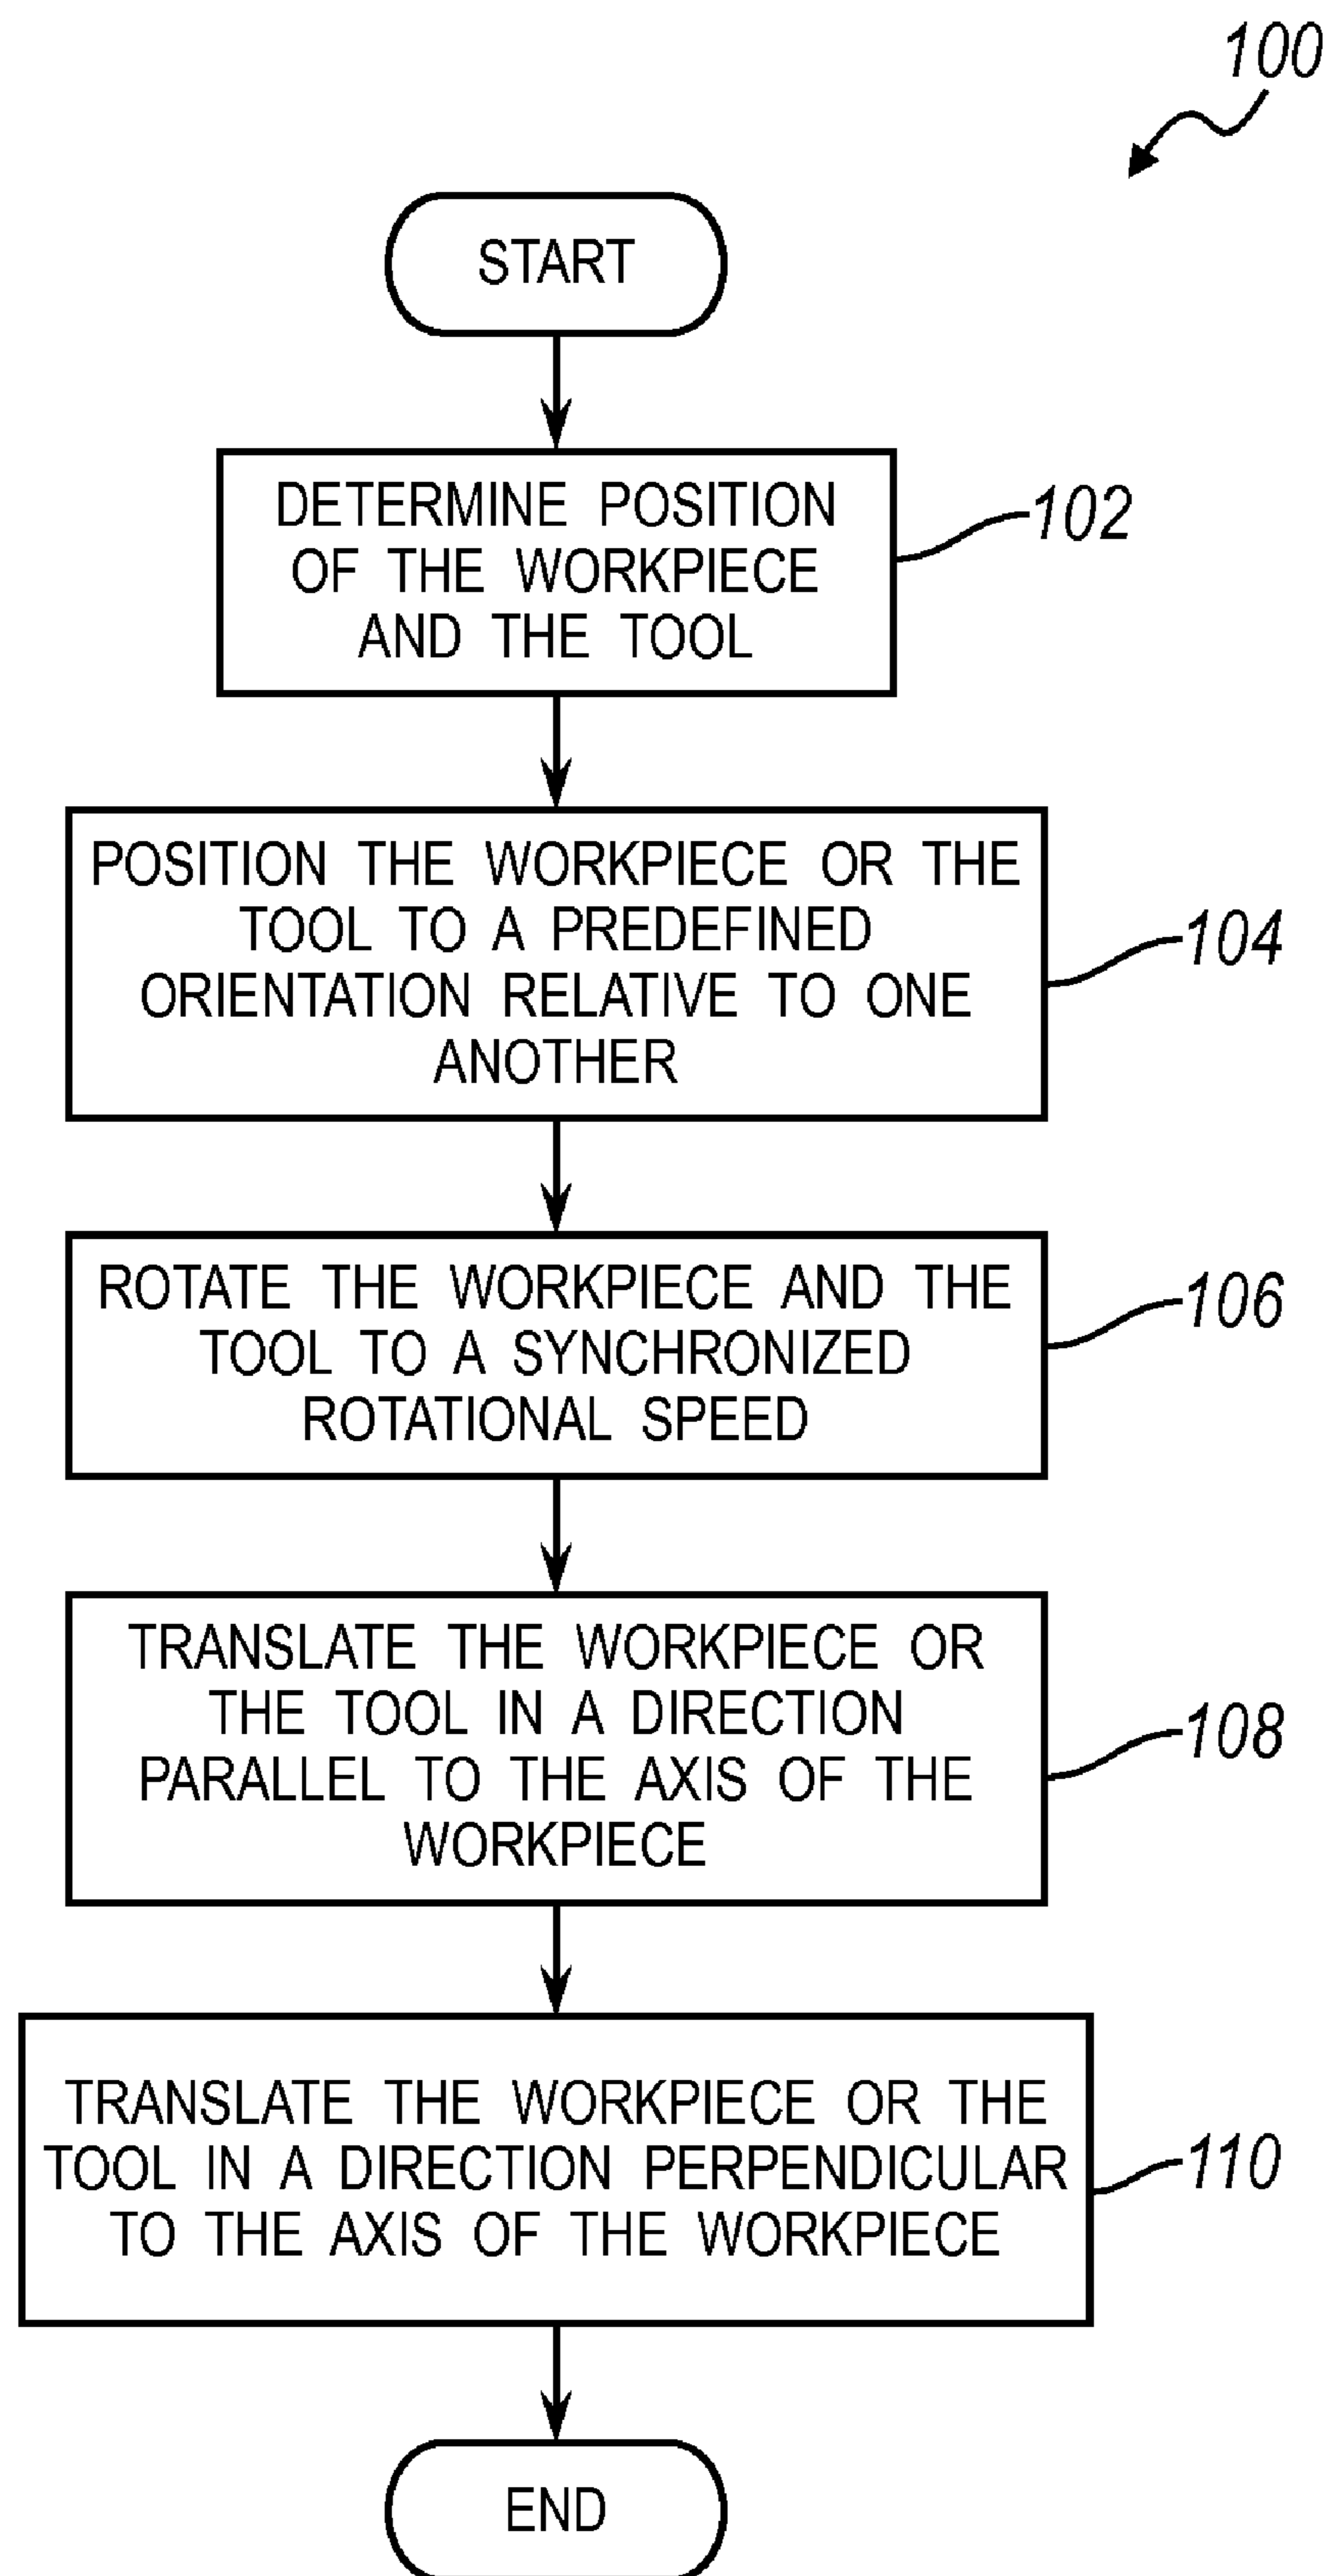 100
START
DETERMINE POSITION
OF THE WORKPIECE
AND THE TOOL
102
POSITION THE WORKPIECE OR THE
TOOL TO A PREDEFINED
ORIENTATION RELATIVE TO ONE
ANOTHER
104
ROTATE THE WORKPIECE AND THE
TOOL TO A SYNCHRONIZED
ROTATIONAL SPEED
106
TRANSLATE THE WORKPIECE OR
THE TOOL IN A DIRECTION
PARALLEL TO THE AXIS OF THE
WORKPIECE
108
TRANSLATE THE WORKPIECE OR THE
TOOL IN A DIRECTION PERPENDICULAR
TO THE AXIS OF THE WORKPIECE
110
END